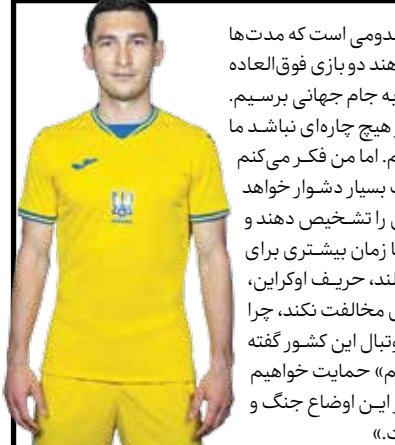 دومی است که مدت‌ها
هند دو بازی فوق‌العاده
به جام جهانی برسیم.
هیچ چاره‌ای نباشد ما
م. اما من فکر می‌کنم
بسیار دشوار خواهد
را تشخیص دهند و
زمان بیشتری برای
لند، حریف اوکراین،
مخالفت نکند، چرا
وتبال این کشور گفته
م» حمایت خواهیم
این اوضاع جنگ و
ت.»